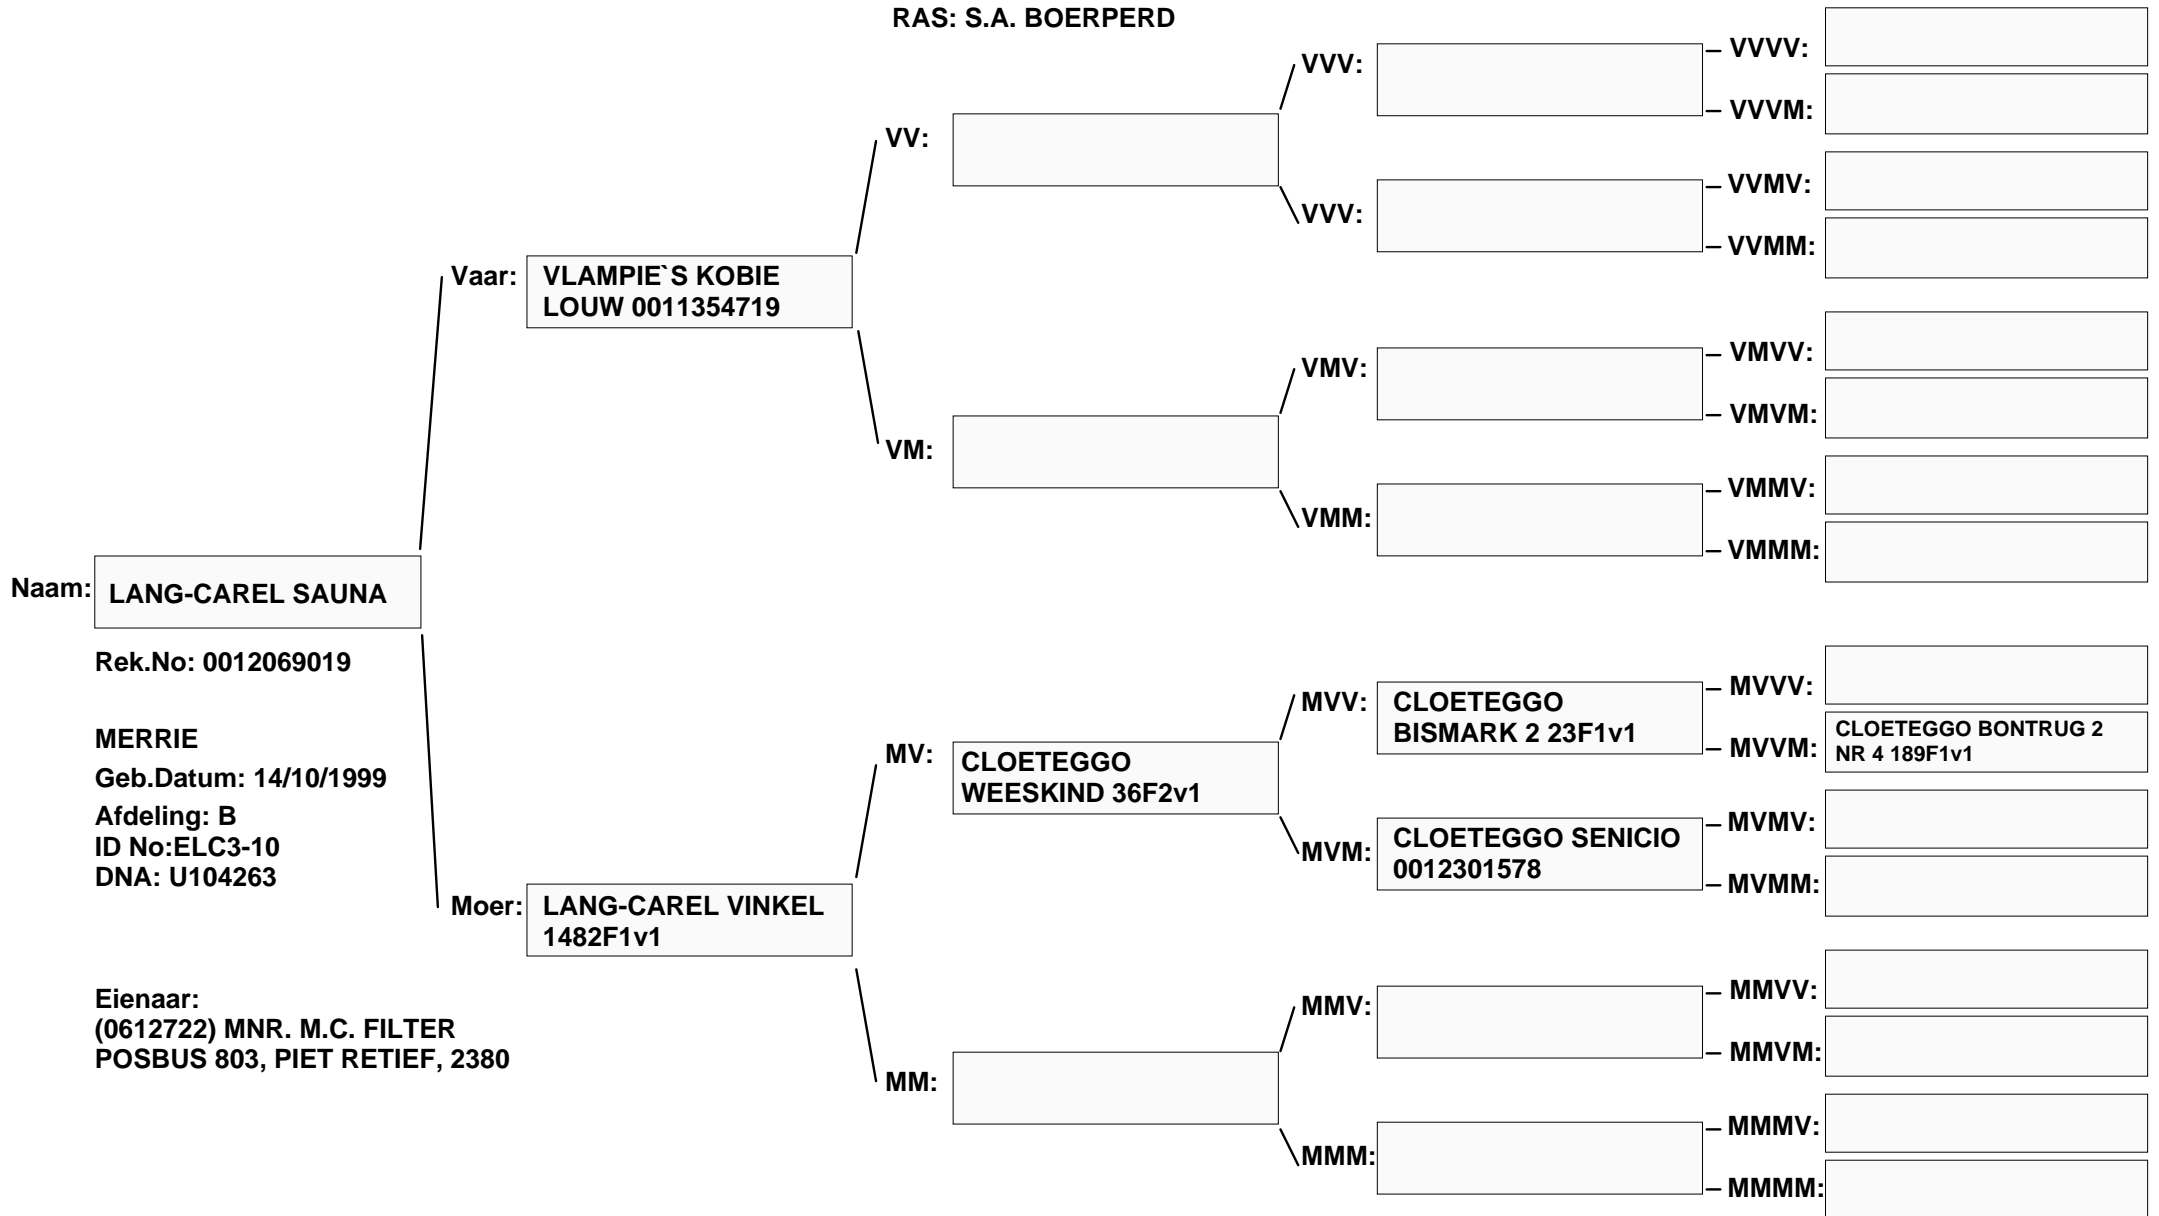 RAS: S.A. BOERPERD
Naam: LANG-CAREL SAUNA
Rek.No: 0012069019
MERRIE
Geb.Datum: 14/10/1999
Afdeling: B
ID No:ELC3-10
DNA: U104263
Eienaar:
(0612722) MNR. M.C. FILTER
POSBUS 803, PIET RETIEF, 2380
Vaar: VLAMPIE`S KOBIE
LOUW 0011354719
Moer: LANG-CAREL VINKEL
1482F1v1
VV:
VM:
MV: CLOETEGGO
WEESKIND 36F2v1
MM:
VVV:
VVV:
VMV:
VMM:
MVV: CLOETEGGO
BISMARK 2 23F1v1
MVM: CLOETEGGO SENICIO
0012301578
MMV:
MMM:
– VVVV:
– VVVM:
– VVMV:
– VVMM:
– VMVV:
– VMVM:
– VMMV:
– VMMM:
– MVVV:
– MVVM: CLOETEGGO BONTRUG 2
NR 4 189F1v1
– MVMV:
– MVMM:
– MMVV:
– MMVM:
– MMMV:
– MMMM: